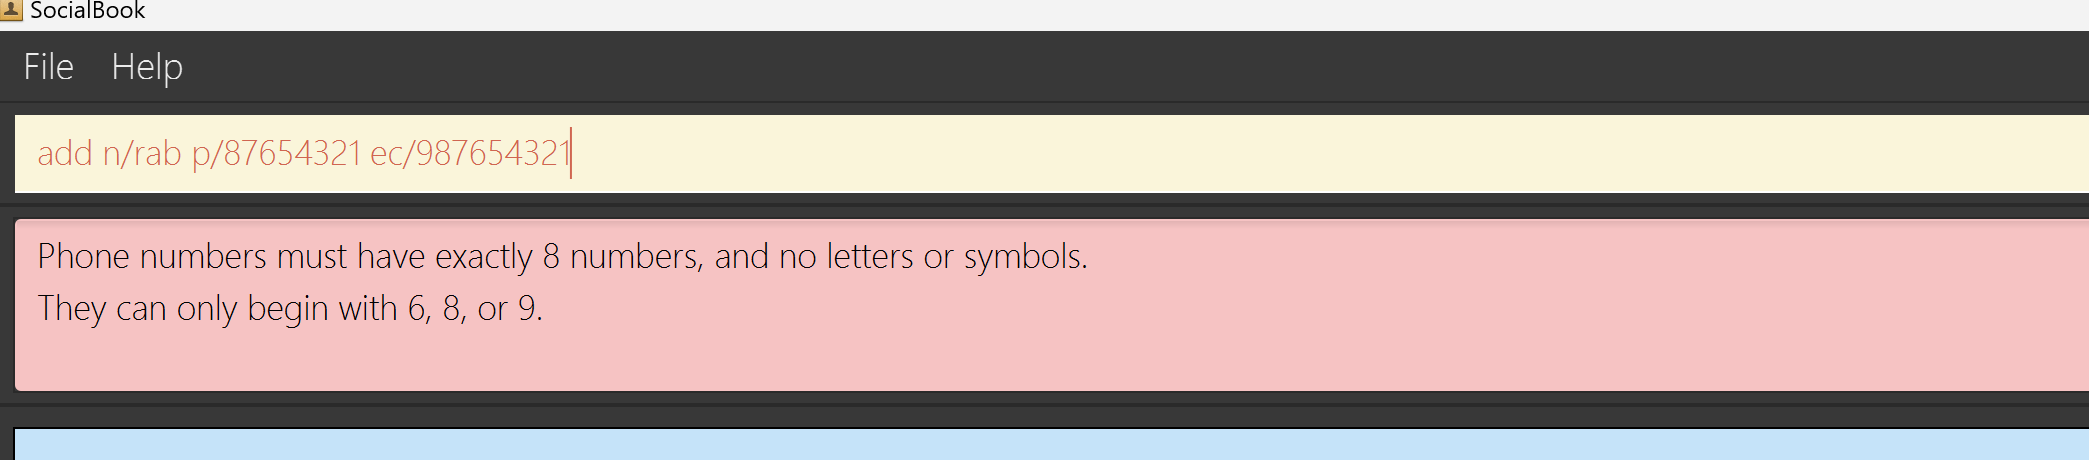 SocialBook
File Help
add n/rab p/87654321 ec/987654321
Phone numbers must have exactly 8 numbers, and no letters or symbols.
They can only begin with 6, 8, or 9.